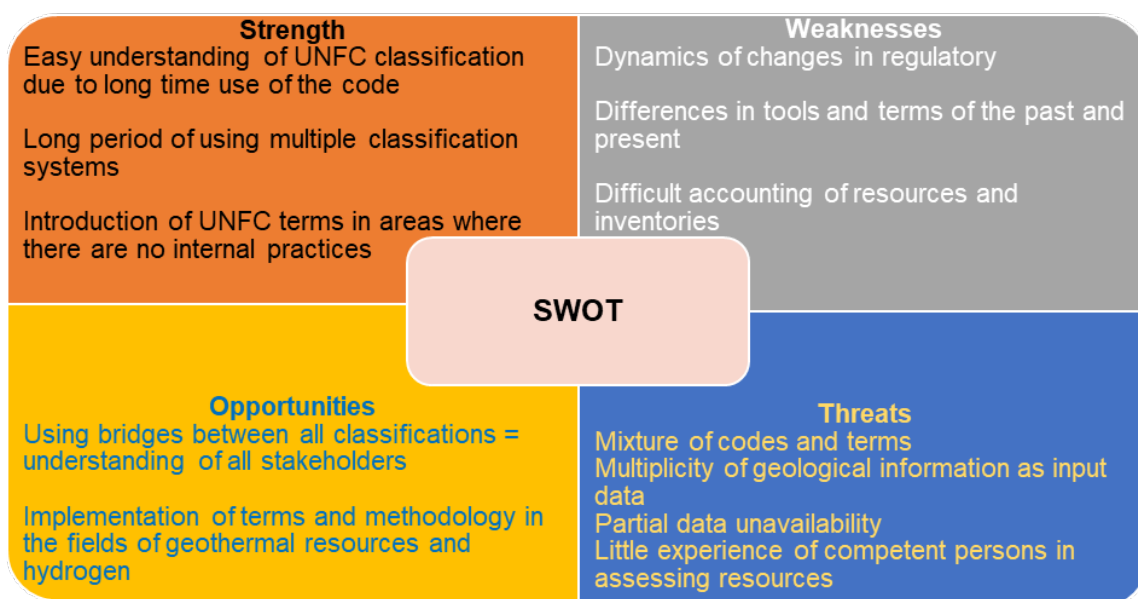 Strength
Easy understanding of UNFC classification
due to long time use of the code
Long period of using multiple classification
systems
Introduction of UNFC terms in areas where
there are no internal practices
Weaknesses
Dynamics of changes in regulatory
Differences in tools and terms of the past and
present
Difficult accounting of resources and
inventories
SWOT
Opportunities
Using bridges between all classifications =
understanding of all stakeholders
Implementation of terms and methodology in
the fields of geothermal resources and
hydrogen
Threats
Mixture of codes and terms
Multiplicity of geological information as input
data
Partial data unavailability
Little experience of competent persons in
assessing resources